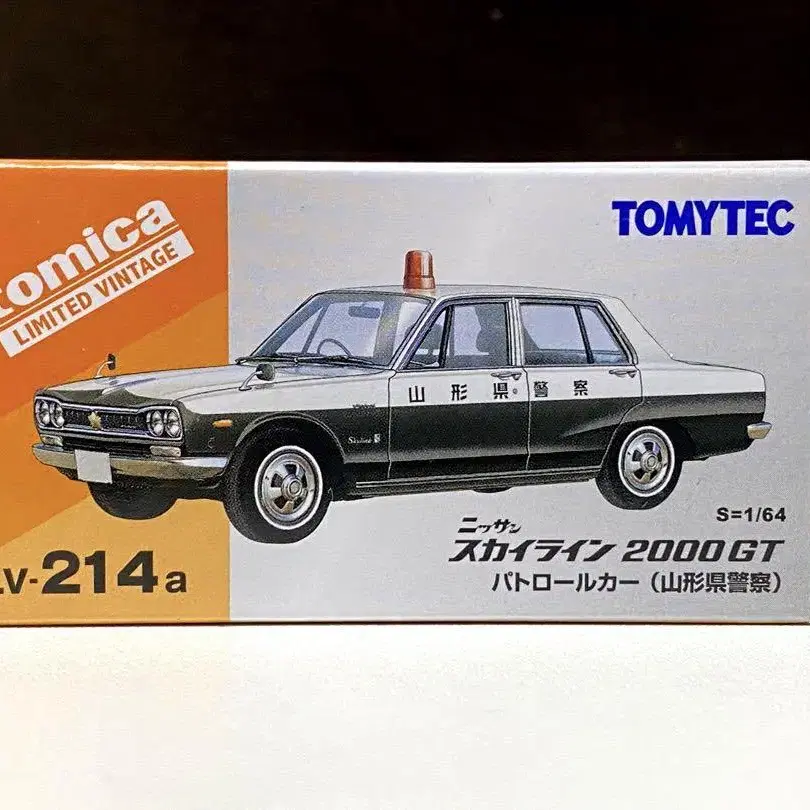 tomica
LIMITED VINTAGE
TOMYTEC
山形県警察
Skyline
S=1/64
ニッサン
スカイライン 2000GT
LV-214a
パトロールカー（山形県警察）